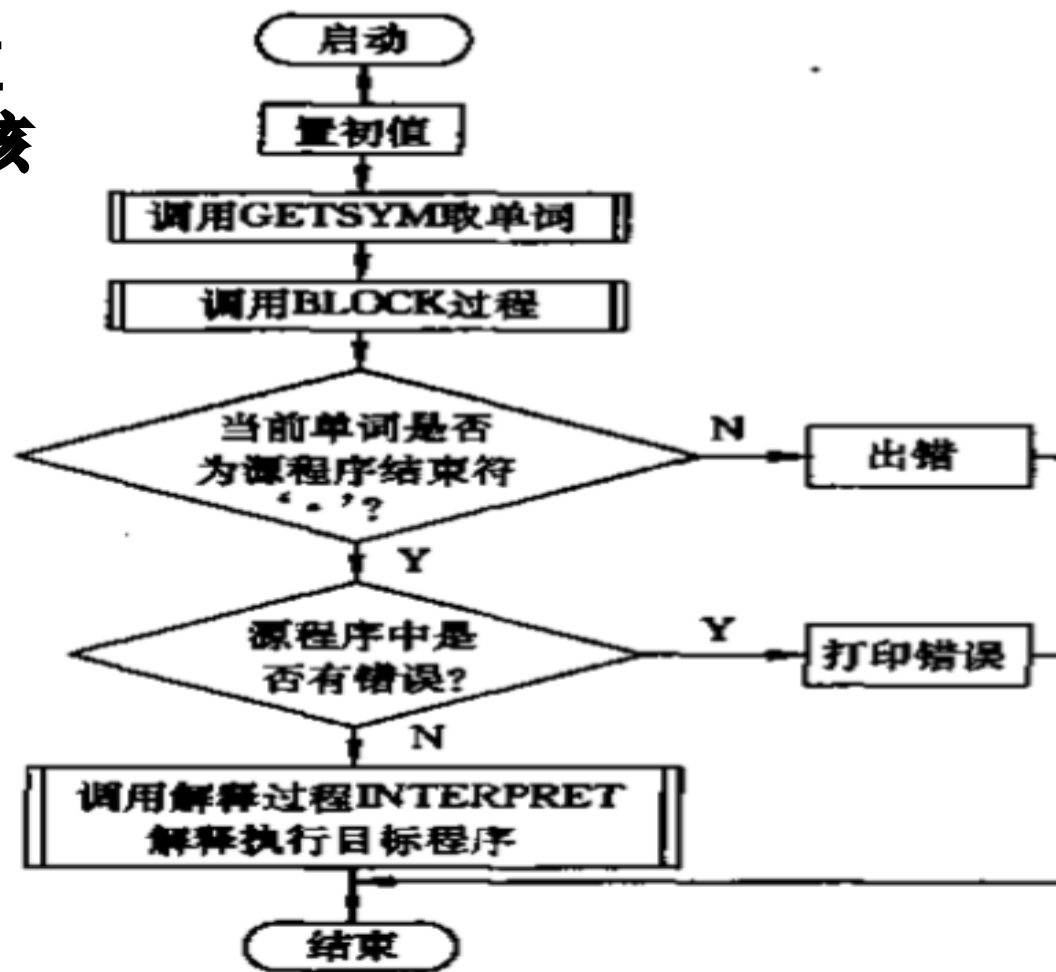 核
启动
置初值
调用GETSYM取单词
调用BLOCK过程
当前单词是否
为源程序结束符
‘.’?
N
出错
Y
源程序中是
否有错误?
Y
打印错误
N
调用解释过程INTERPRET
解释执行目标程序
结束